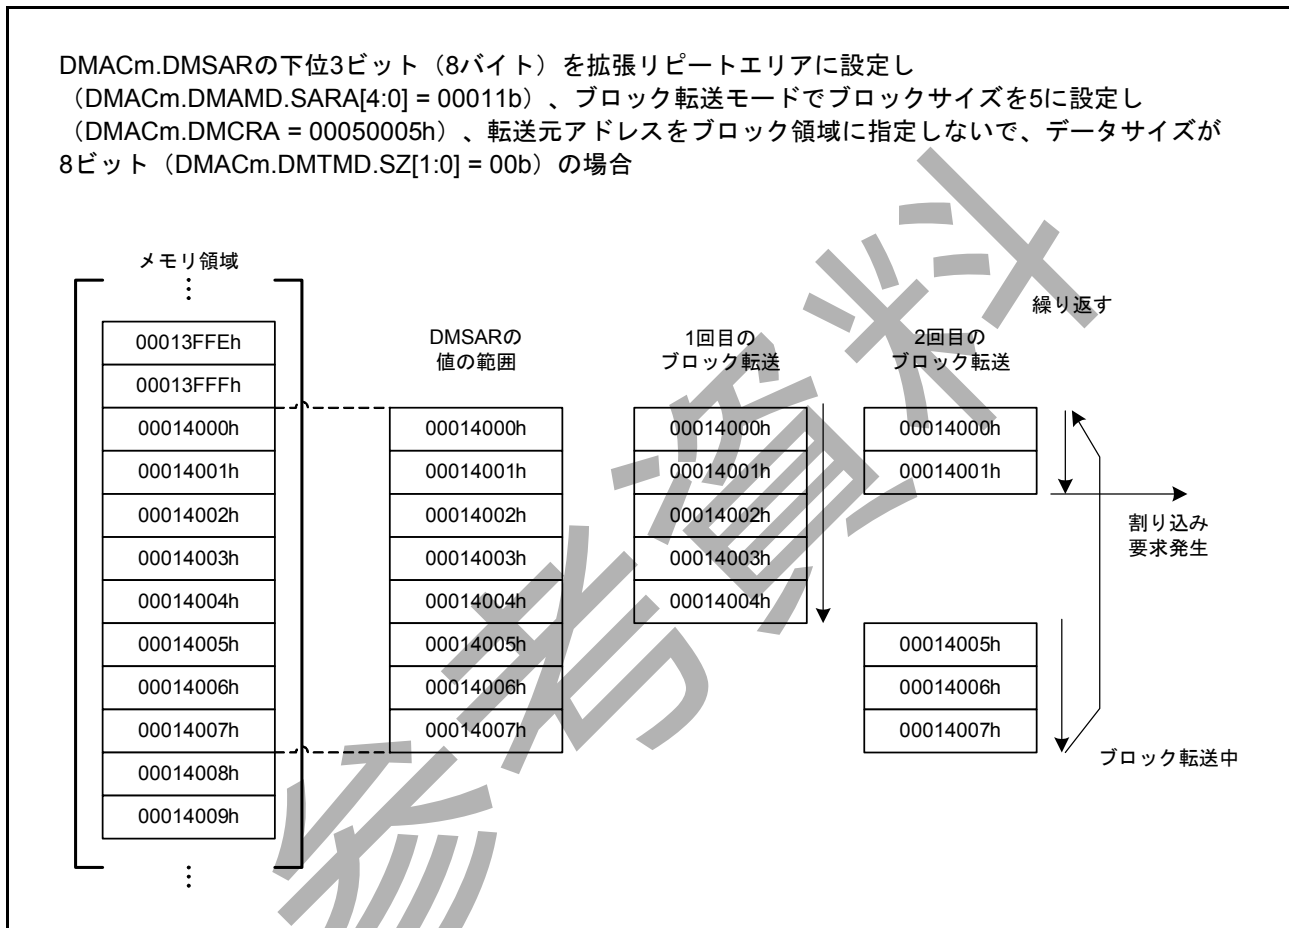 DMACm.DMSARの下位3ビット（8バイト）を拡張リピートエリアに設定し
（DMACm.DMAMD.SARA[4:0] = 00011b）、ブロック転送モードでブロックサイズを5に設定し
（DMACm.DMCRA = 00050005h）、転送元アドレスをブロック領域に指定しないで、データサイズが
8ビット（DMACm.DMTMD.SZ[1:0] = 00b）の場合
メモリ領域
⋮
00013FFEh
00013FFFh
00014000h
00014001h
00014002h
00014003h
00014004h
00014005h
00014006h
00014007h
00014008h
00014009h
⋮
DMSARの
値の範囲
00014000h
00014001h
00014002h
00014003h
00014004h
00014005h
00014006h
00014007h
1回目の
ブロック転送
00014000h
00014001h
00014002h
00014003h
00014004h
2回目の
ブロック転送
00014000h
00014001h
00014005h
00014006h
00014007h
繰り返す
割り込み
要求発生
ブロック転送中
参考資料